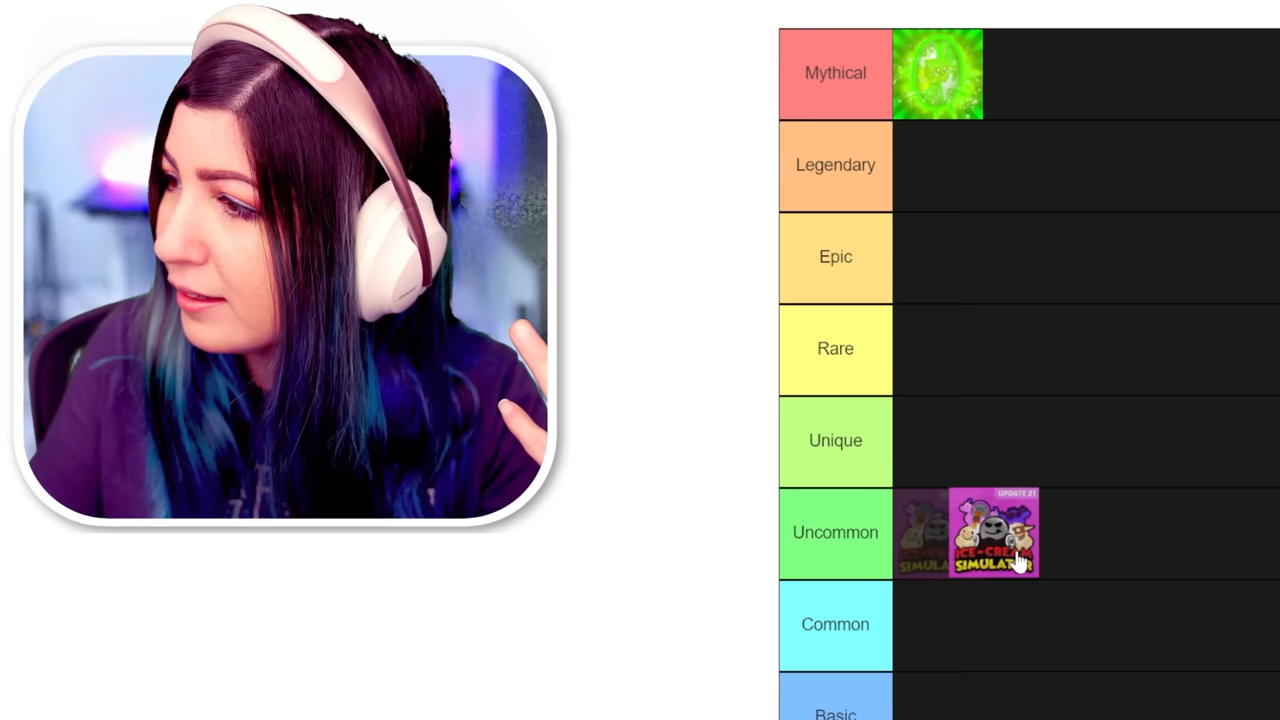 Mythical
Legendary
Epic
Rare
Unique
Uncommon
UPDATE 21
ICE-CREAM
SIMULATOR
Common
Basic